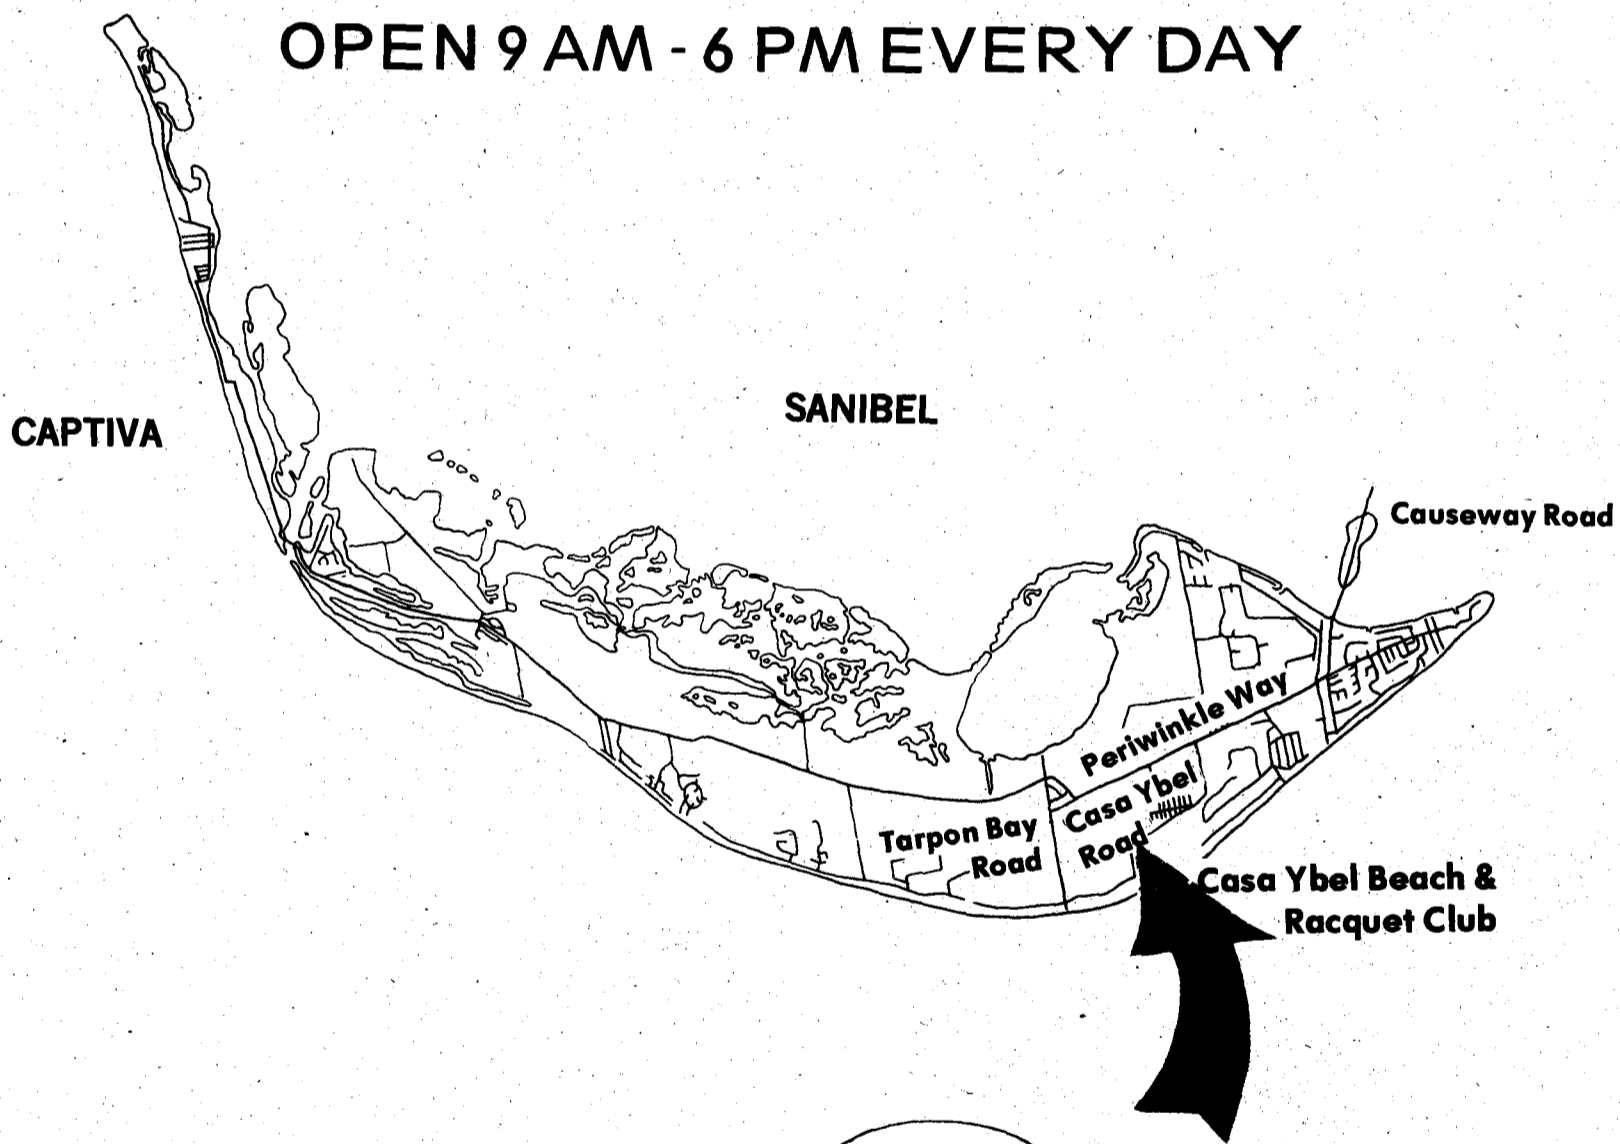 OPEN 9 AM - 6 PM EVERY DAY
CAPTIVA
SANIBEL
Causeway Road
Periwinkle Way
Casa Ybel
Road
Tarpon Bay
Road
Casa Ybel Beach &
Racquet Club